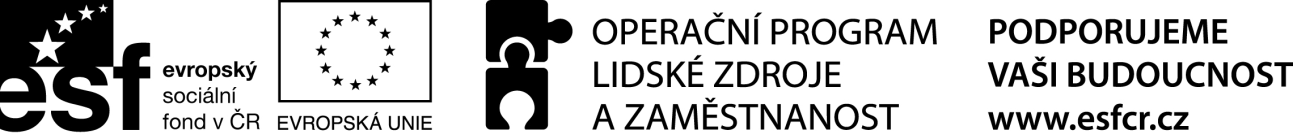 esf
evropský
sociální
fond v ČR
EVROPSKÁ UNIE
OPERAČNÍ PROGRAM
LIDSKÉ ZDROJE
A ZAMĚSTNANOST
PODPORUJEME
VAŠI BUDOUCNOST
www.esfcr.cz